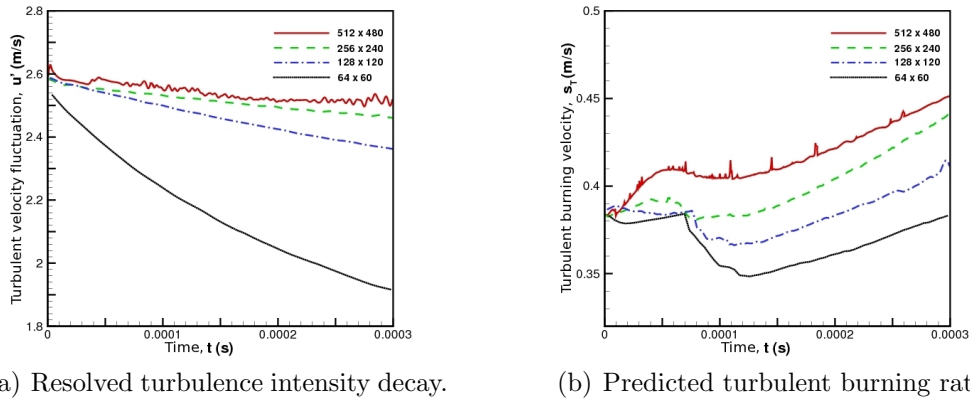 2.8
2.6
2.4
2.2
2
1.8
Turbulent velocity fluctuation, u' (m/s)
512 x 480
256 x 240
128 x 120
64 x 60
0
0.0001
0.0002
0.0003
Time, t (s)
0.5
0.45
0.4
0.35
Turbulent burning velocity, s_T (m/s)
512 x 480
256 x 240
128 x 120
64 x 60
0
0.0001
0.0002
0.0003
Time, t (s)
a) Resolved turbulence intensity decay.
(b) Predicted turbulent burning rat